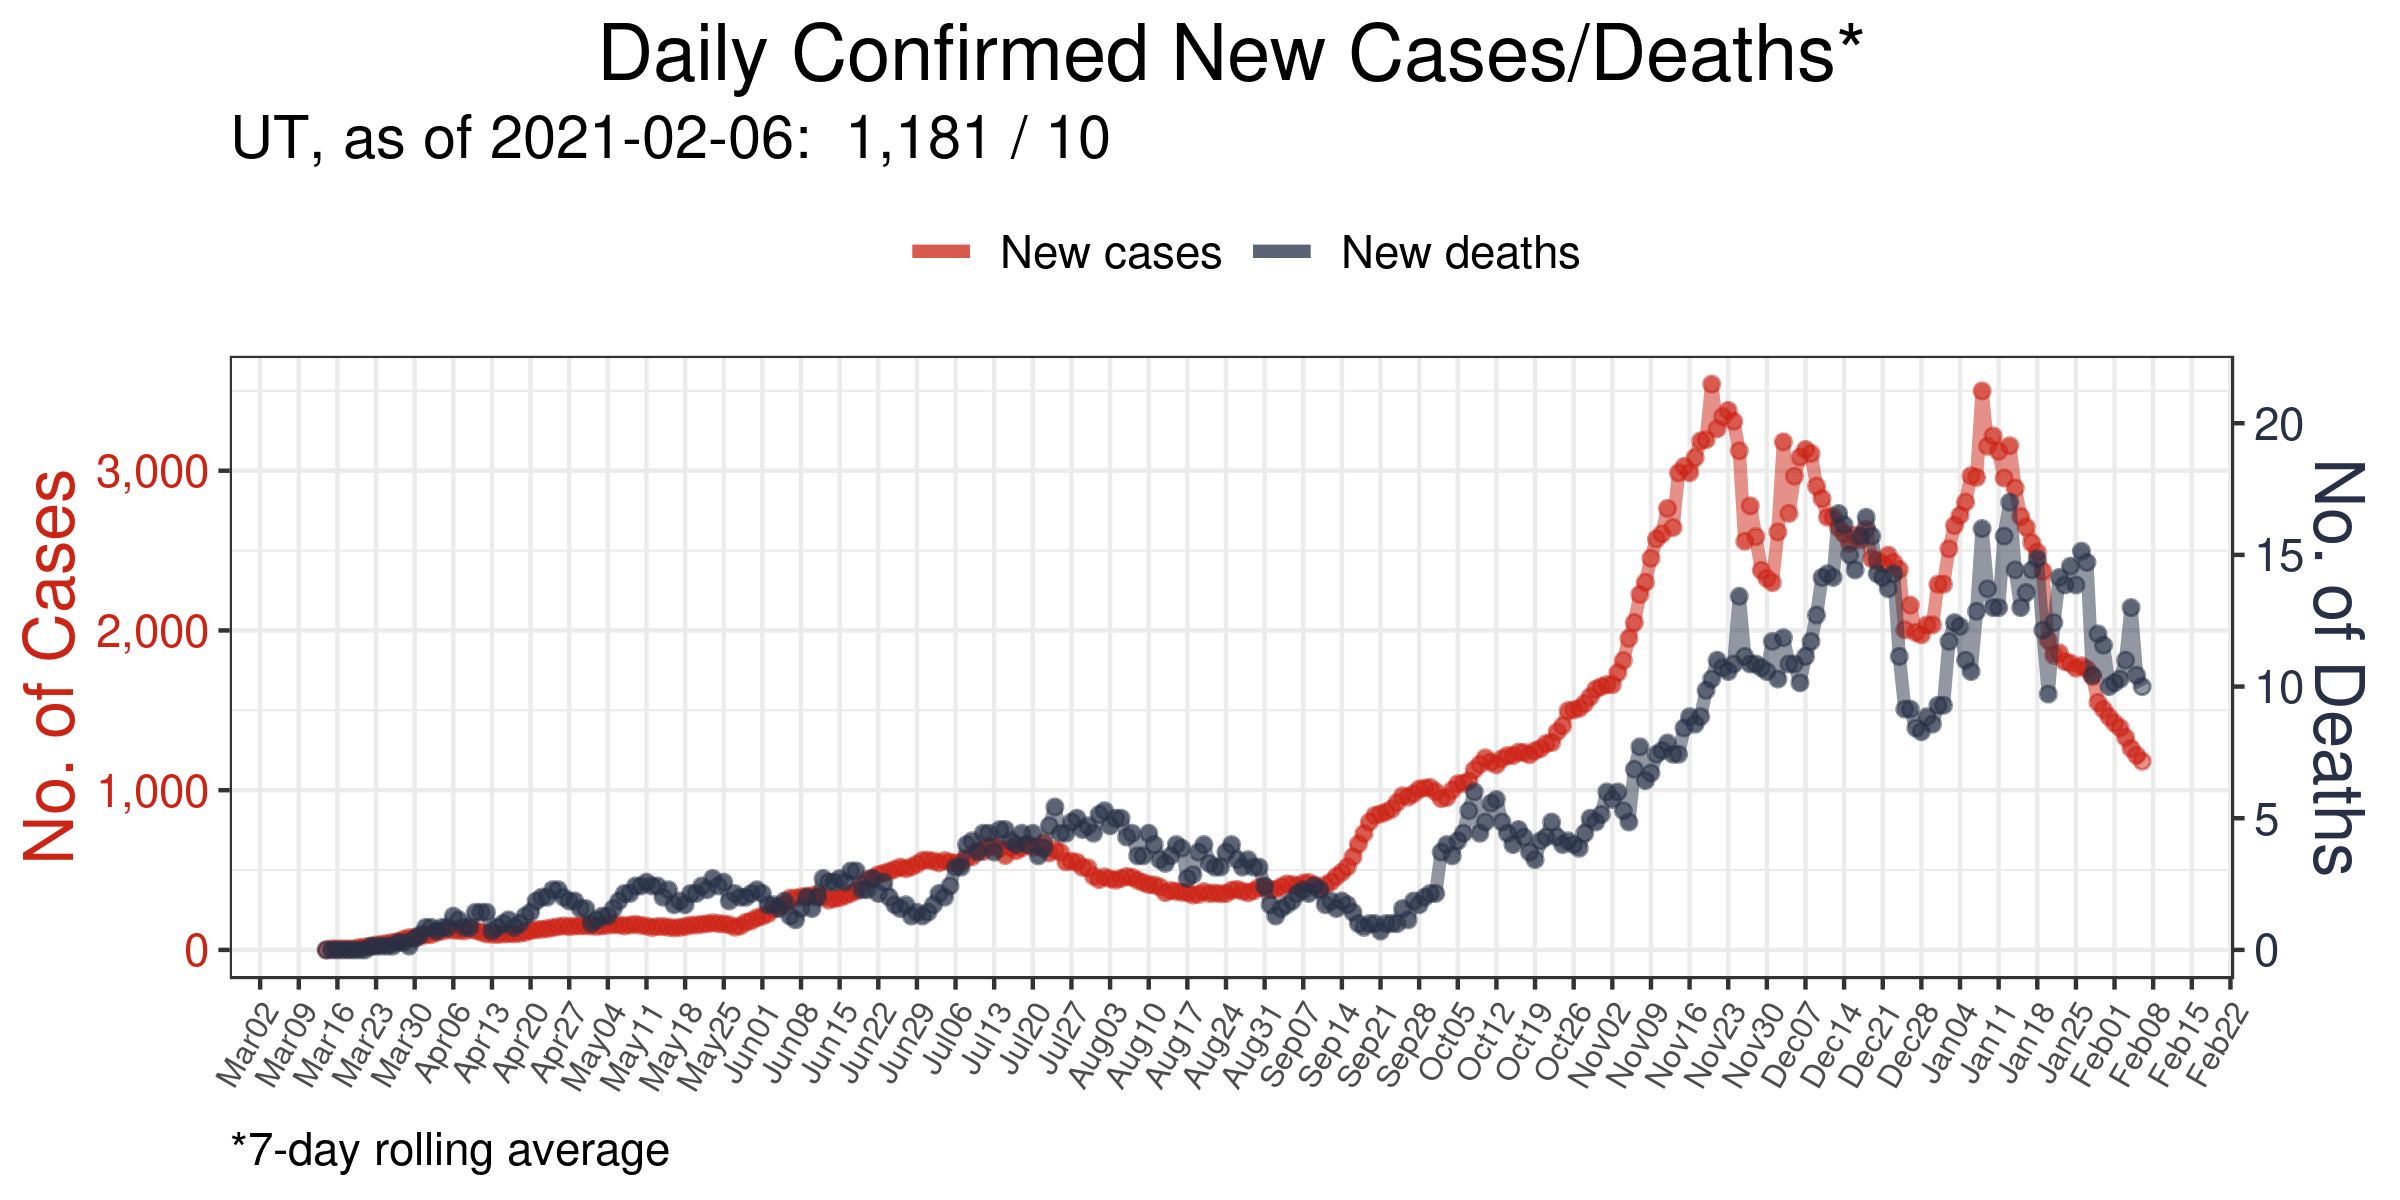 Daily Confirmed New Cases/Deaths*
UT, as of 2021-02-06:  1,181 / 10
New cases New deaths
No. of Cases
3,000
2,000
1,000
0
20
15
10
5
0
No. of Deaths
Mar02 Mar09 Mar16 Mar23 Mar30 Apr06 Apr13 Apr20 Apr27 May04 May11 May18 May25 Jun01 Jun08 Jun15 Jun22 Jun29 Jul06 Jul13 Jul20 Jul27 Aug03 Aug10 Aug17 Aug24 Aug31 Sep07 Sep14 Sep21 Sep28 Oct05 Oct12 Oct19 Oct26 Nov02 Nov09 Nov16 Nov23 Nov30 Dec07 Dec14 Dec21 Dec28 Jan04 Jan11 Jan18 Jan25 Feb01 Feb08 Feb15 Feb22
*7-day rolling average